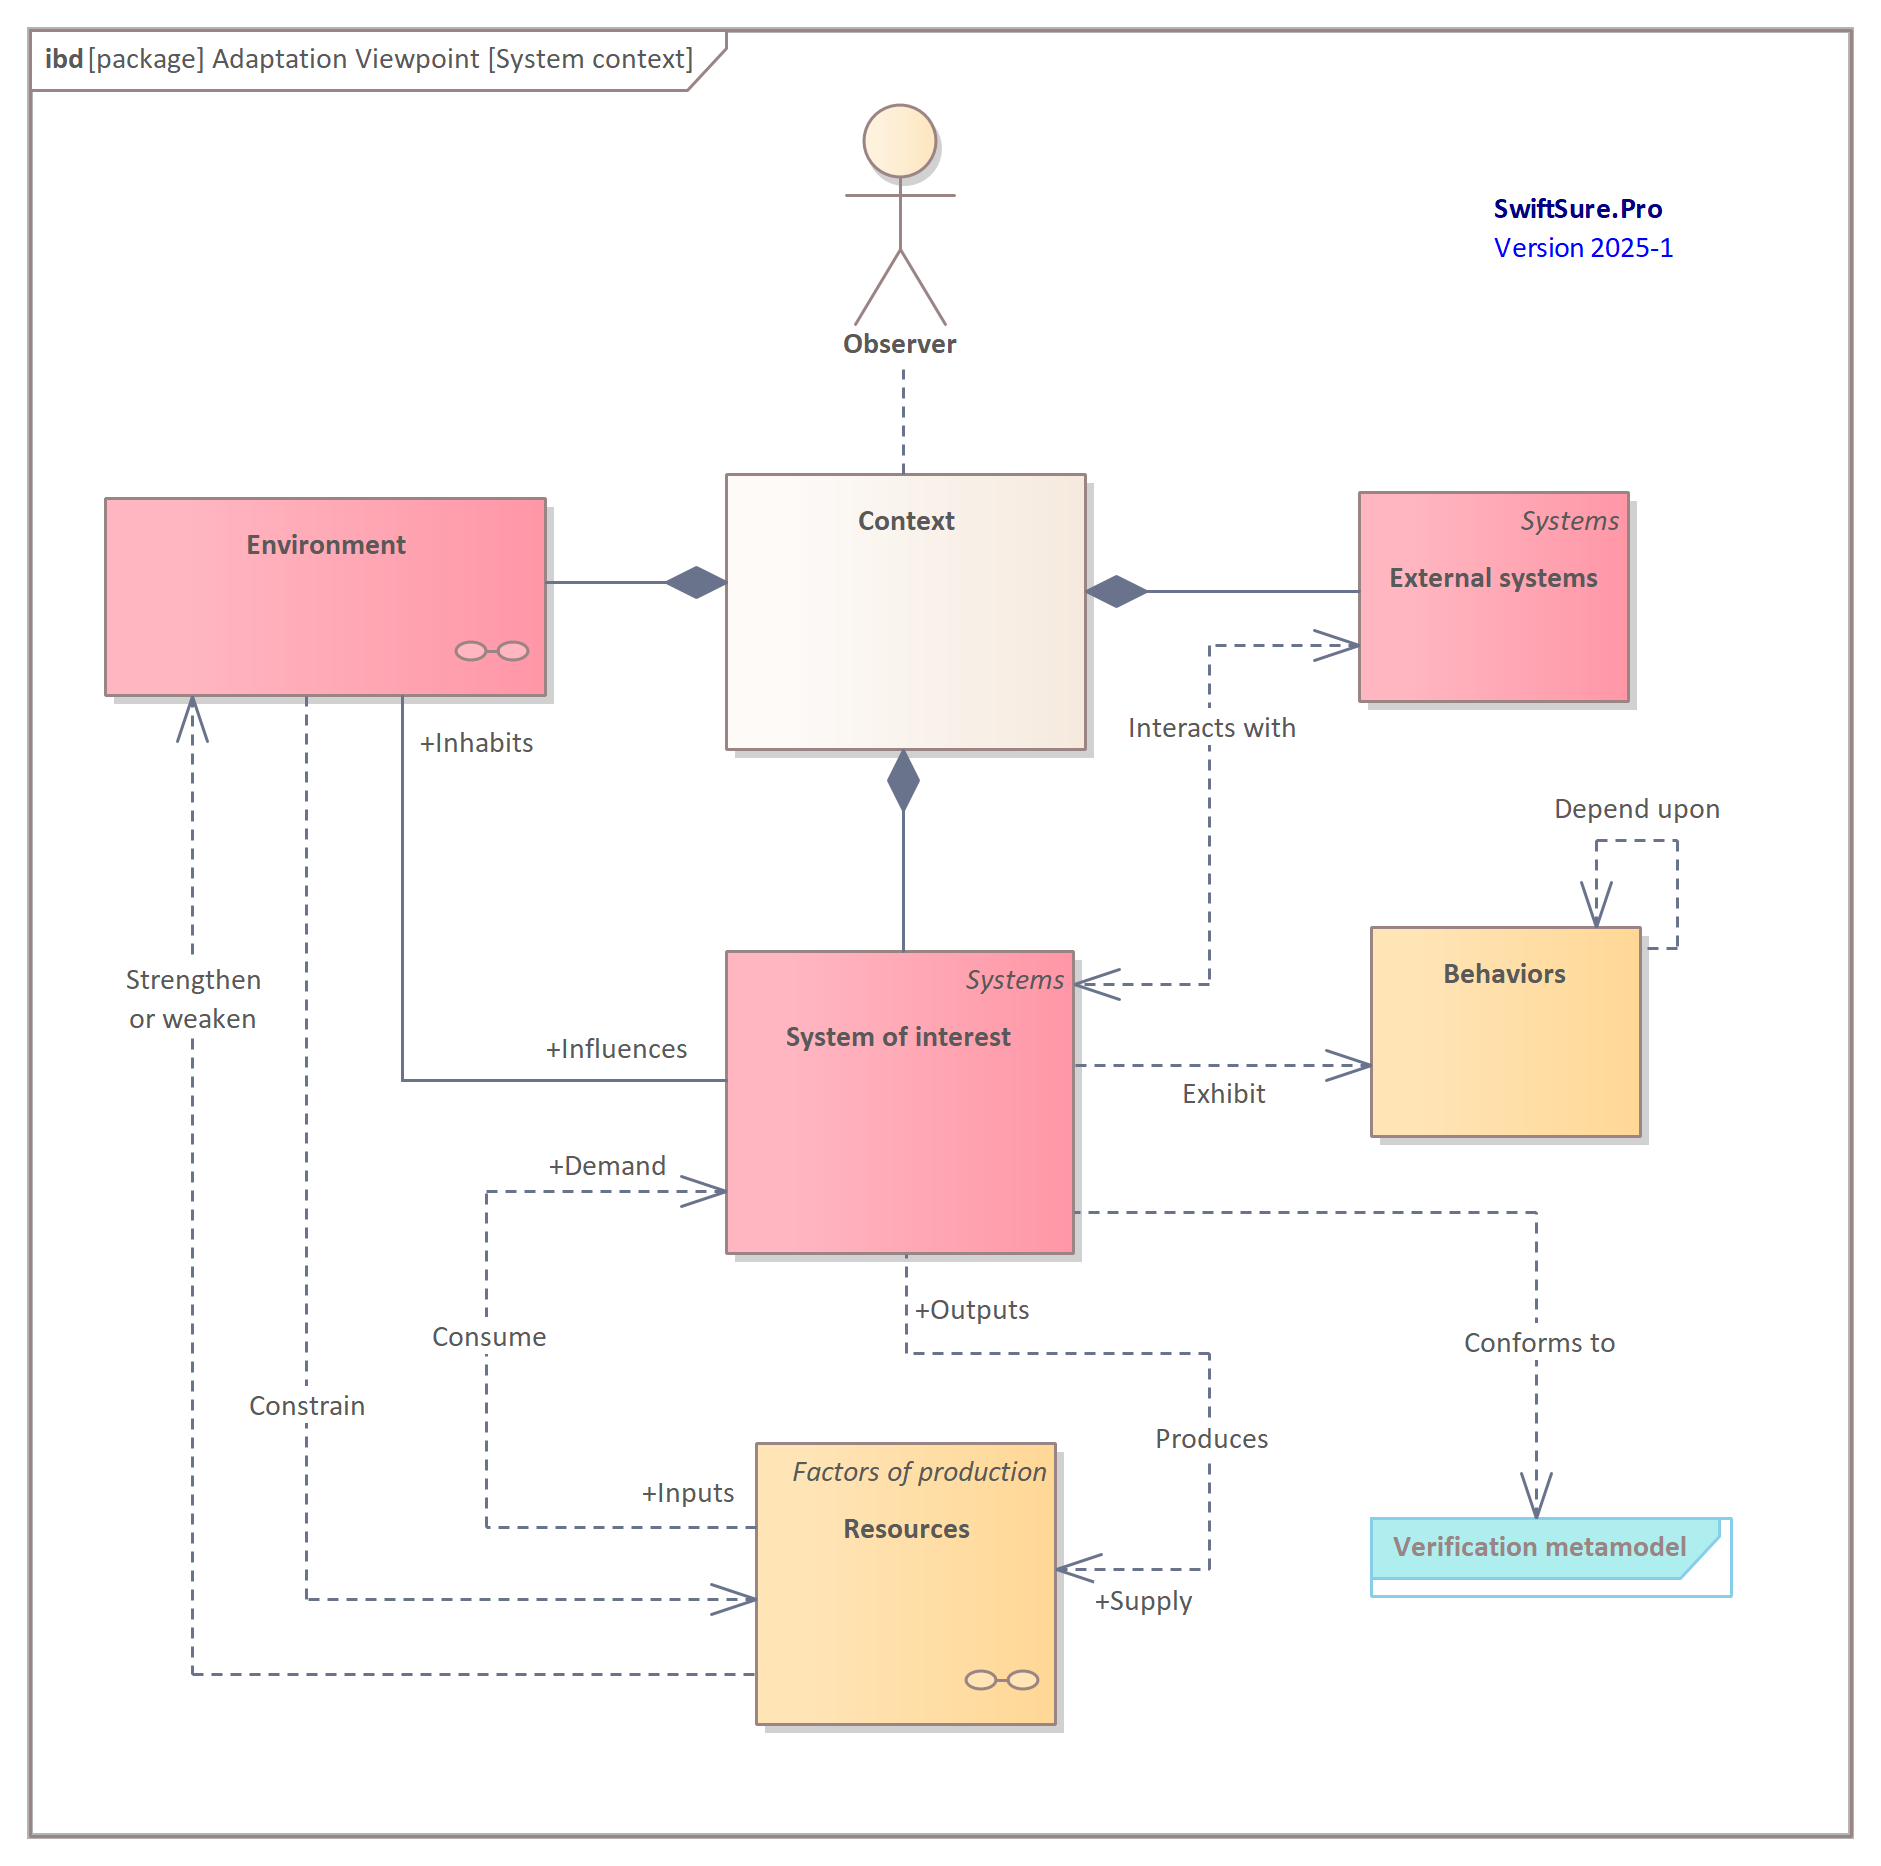 ibd [package] Adaptation Viewpoint [System context]
SwiftSure.Pro
Version 2025-1
Observer
Context
Environment
Systems
External systems
Interacts with
+Inhabits
Depend upon
Strengthen
or weaken
Systems
System of interest
Behaviors
+Influences
Exhibit
+Demand
+Outputs
Consume
Conforms to
Constrain
Produces
Factors of production
+Inputs
Resources
Verification metamodel
+Supply